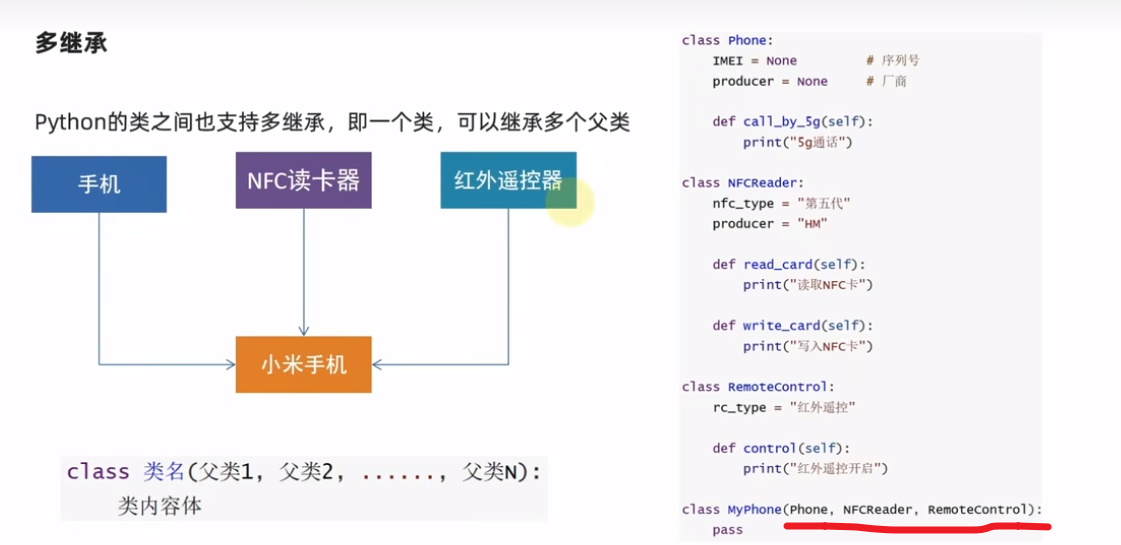 多继承
Python的类之间也支持多继承，即一个类，可以继承多个父类
手机
NFC读卡器
红外遥控器
小米手机
class 类名(父类1, 父类2, ......, 父类N):
    类内容体
class Phone:
    IMEI = None         # 序列号
    producer = None     # 厂商
    def call_by_5g(self):
        print("5g通话")
class NFCReader:
    nfc_type = "第五代"
    producer = "HM"
    def read_card(self):
        print("读取NFC卡")
    def write_card(self):
        print("写入NFC卡")
class RemoteControl:
    rc_type = "红外遥控"
    def control(self):
        print("红外遥控开启")
class MyPhone(Phone, NFCReader, RemoteControl):
    pass